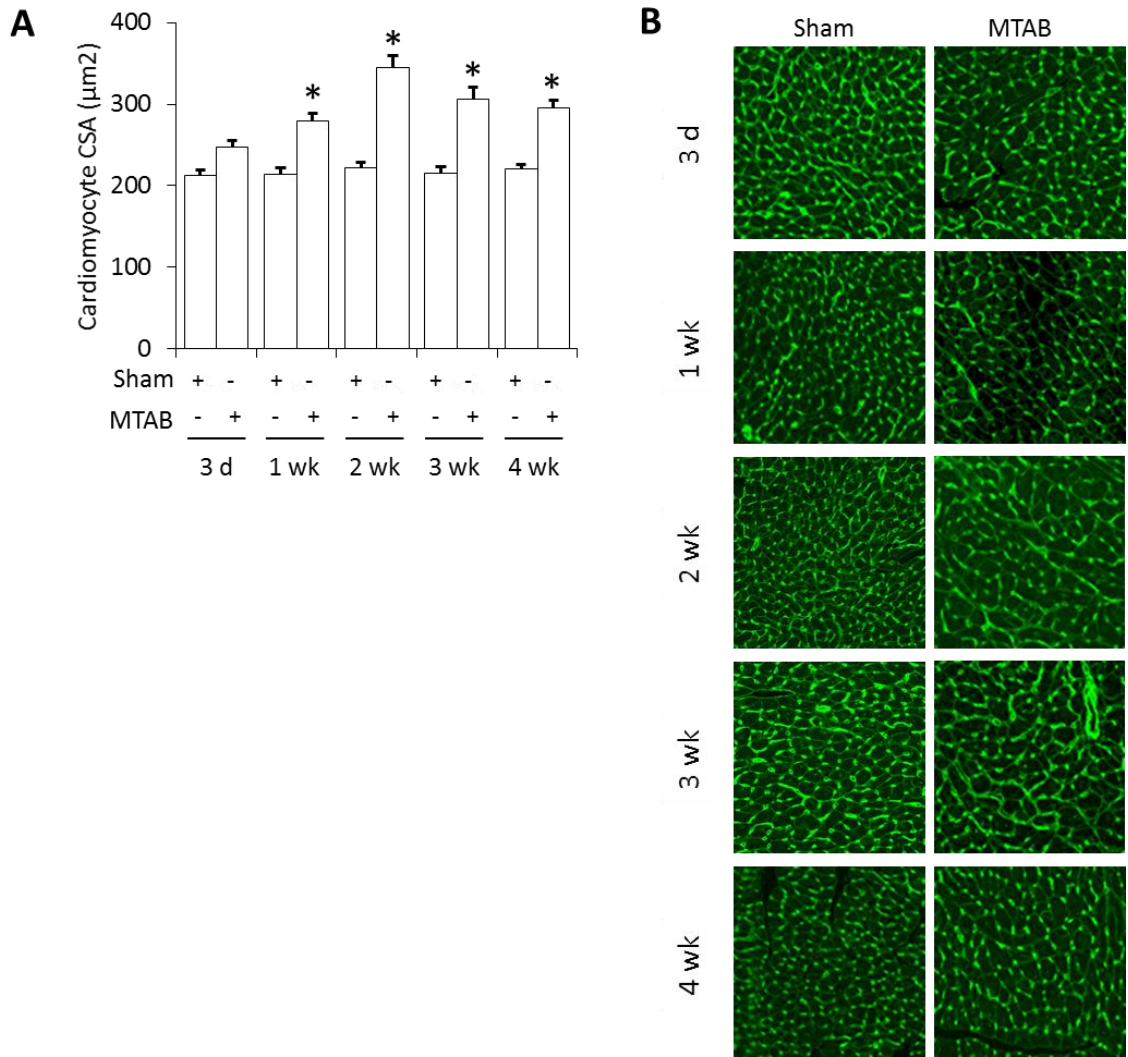 A
Cardiomyocyte CSA (µm2)
400
300
200
100
0
*
*
*
*
Sham + - + - + - + - + -
MTAB - + - + - + - + - +
3 d 1 wk 2 wk 3 wk 4 wk
B
Sham MTAB
3 d
1 wk
2 wk
3 wk
4 wk